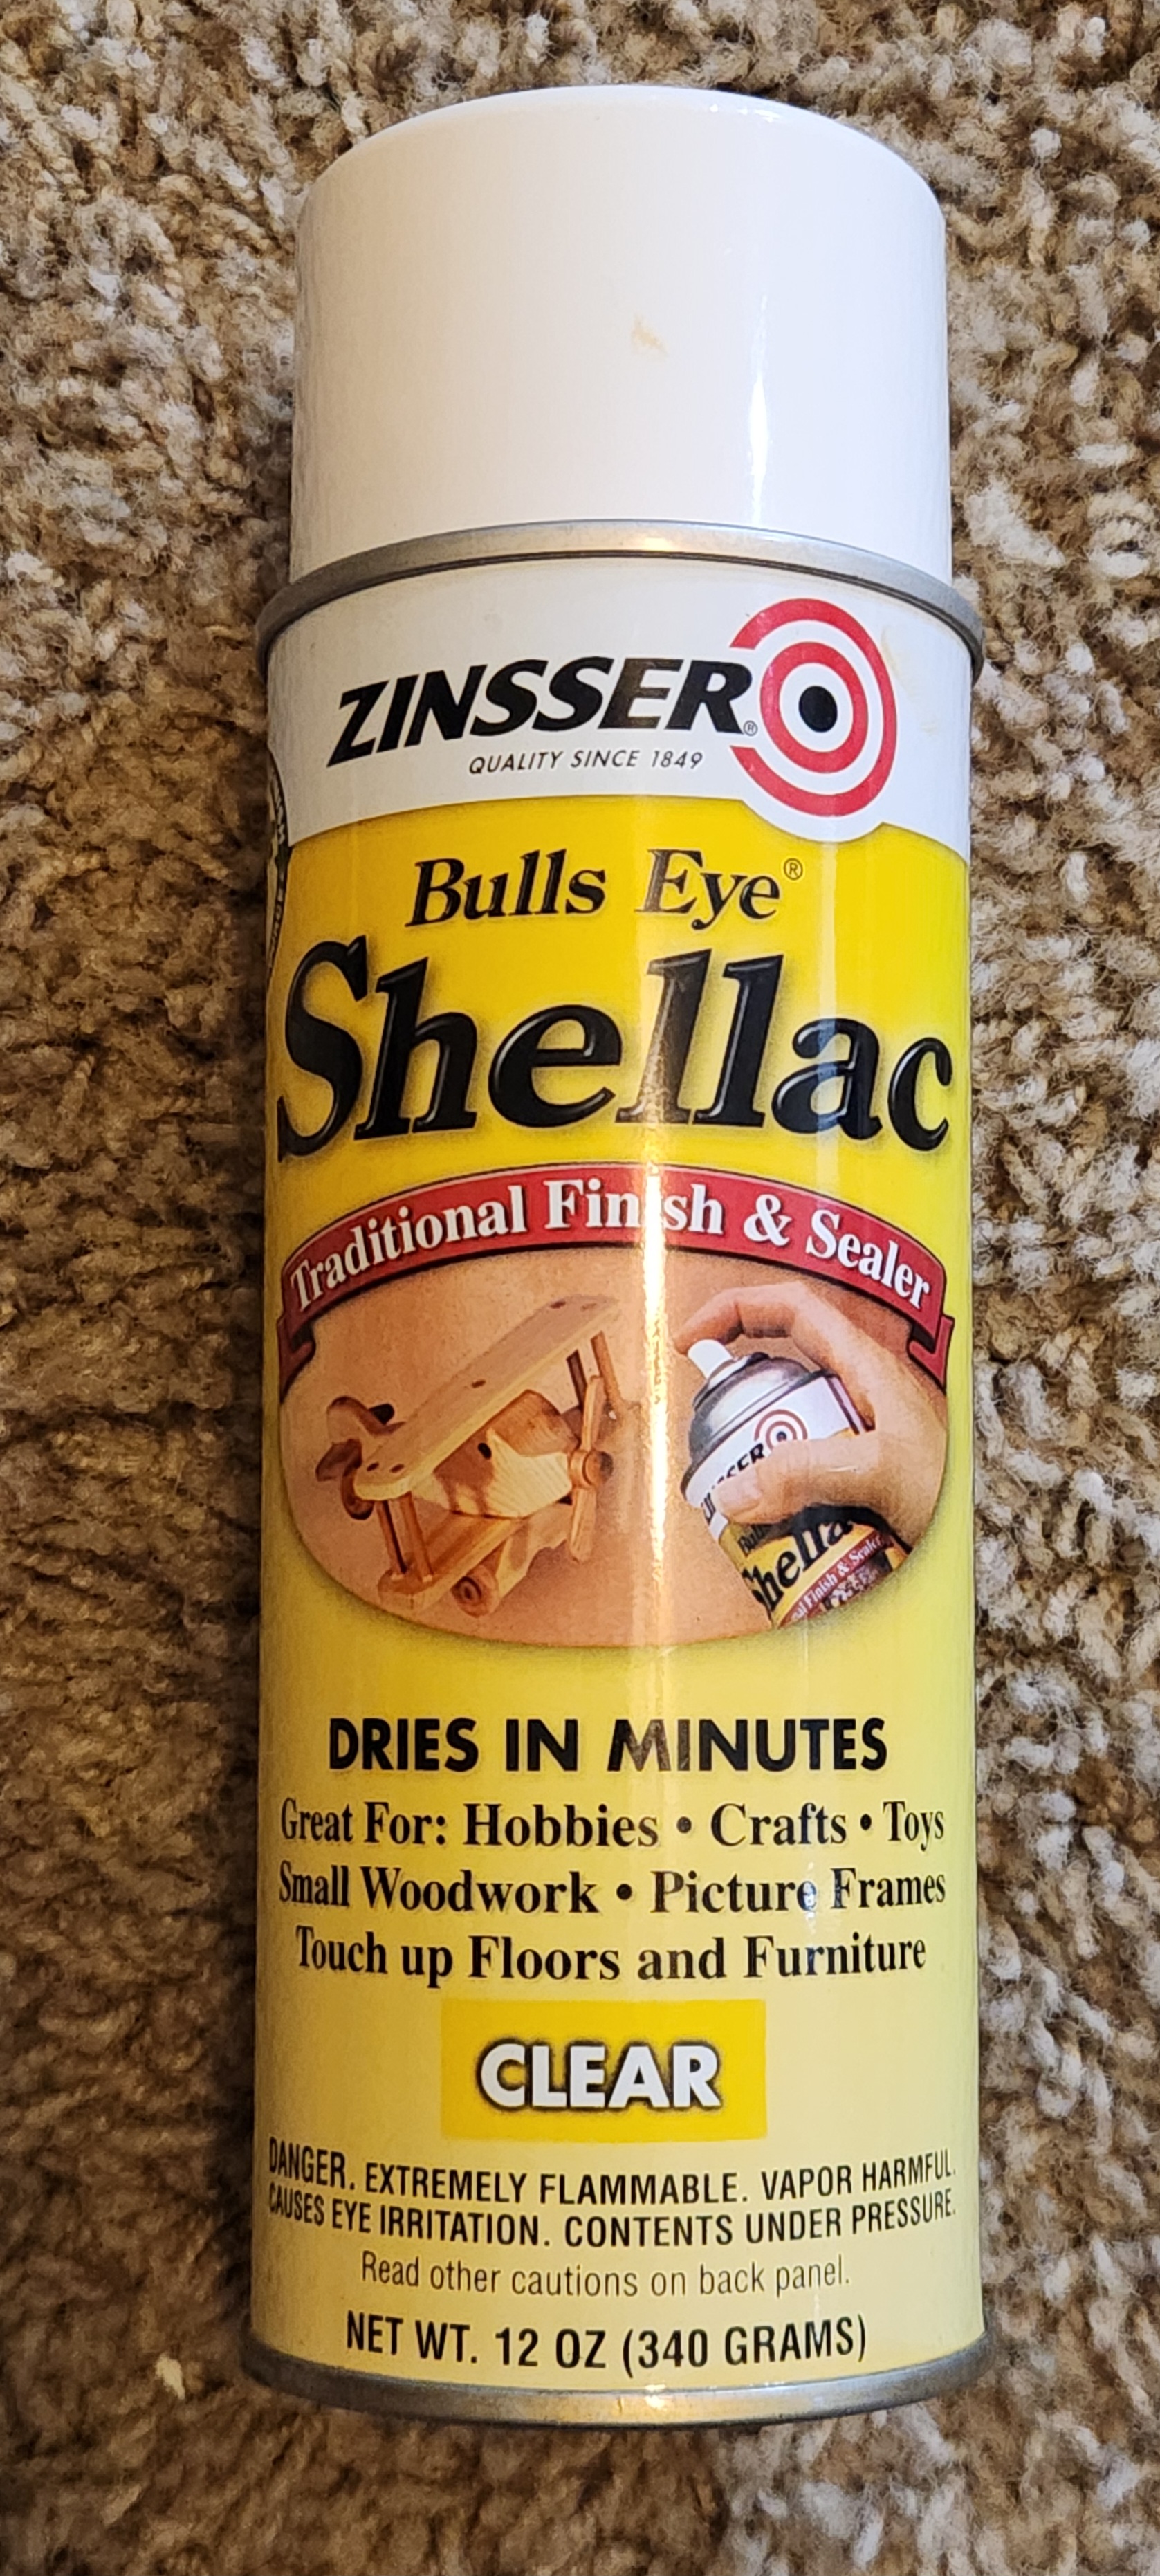 ZINSSER®
QUALITY SINCE 1849
Bulls Eye®
Shellac
Traditional Finish & Sealer
DRIES IN MINUTES
Great For: Hobbies • Crafts • Toys
Small Woodwork • Picture Frames
Touch up Floors and Furniture
CLEAR
DANGER. EXTREMELY FLAMMABLE. VAPOR HARMFUL.
CAUSES EYE IRRITATION. CONTENTS UNDER PRESSURE.
Read other cautions on back panel.
NET WT. 12 OZ (340 GRAMS)